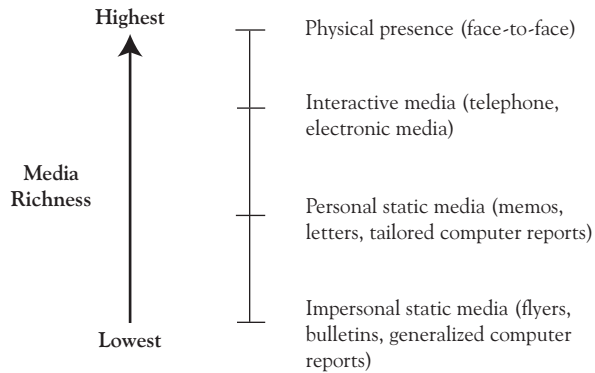 Highest
Physical presence (face-to-face)
Interactive media (telephone,
electronic media)
Media
Richness
Personal static media (memos,
letters, tailored computer reports)
Impersonal static media (flyers,
bulletins, generalized computer
reports)
Lowest